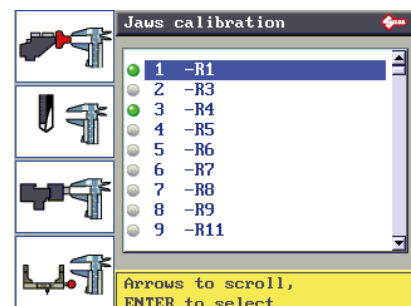 Jaws calibration
SILCA
1 -R1
2 -R3
3 -R4
4 -R5
5 -R6
6 -R7
7 -R8
8 -R9
9 -R11
Arrows to scroll,
ENTER to select